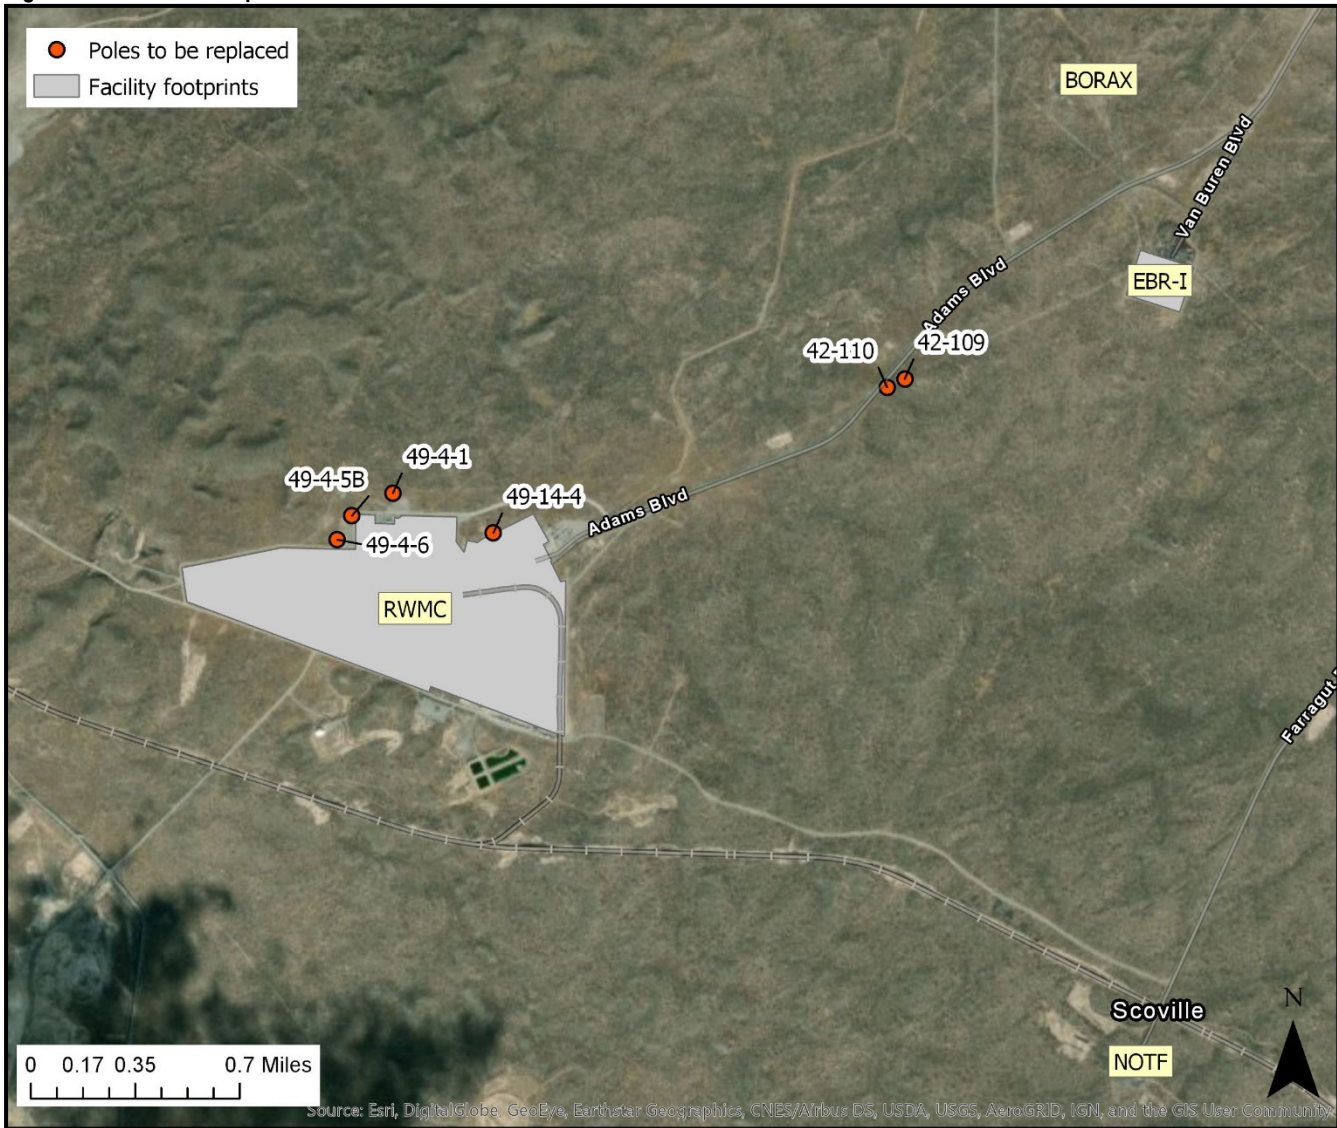 Poles to be replaced
Facility footprints
BORAX
Van Buren Blvd
EBR-I
Adams Blvd
42-110
42-109
49-4-1
49-4-5B
49-14-4
Adams Blvd
49-4-6
RWMC
Farragut
Scoville
N
NOTF
0 0.17 0.35 0.7 Miles
Source: Esri, DigitalGlobe, GeoEye, Earthstar Geographics, CNES/Airbus DS, USDA, USGS, AeroGRID, IGN, and the GIS User Community